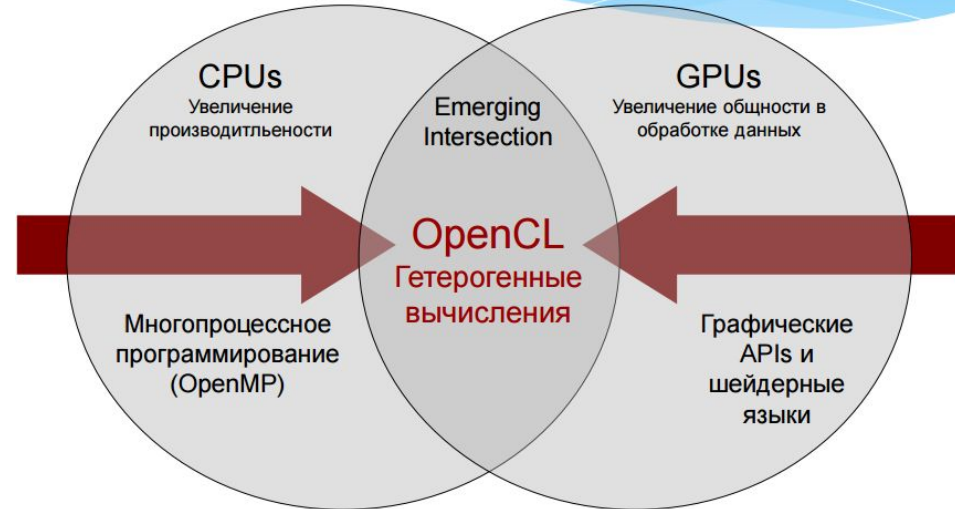 CPUs
Увеличение
производитльености
Emerging
Intersection
GPUs
Увеличение общности в
обработке данных
OpenCL
Гетерогенные
вычисления
Многопроцессное
программирование
(OpenMP)
Графические
APIs и
шейдерные
языки